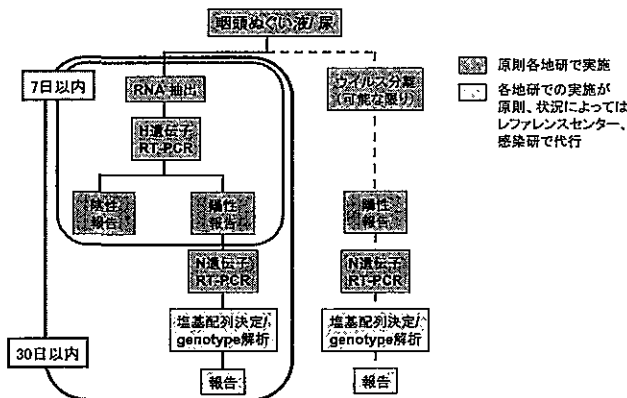 咽頭ぬぐい液/ 尿
7日以内
RNA 抽出
H遺伝子
RT-PCR
陰性
報告
陽性
報告
N遺伝子
RT-PCR
塩基配列決定/
genotype解析
30日以内
報告
ウイルス分離
(可能な限り)
陽性
報告
N遺伝子
RT-PCR
塩基配列決定/
genotype解析
報告
原則各地研で実施
各地研での実施が
原則、状況によっては
レファレンスセンター、
感染研で代行